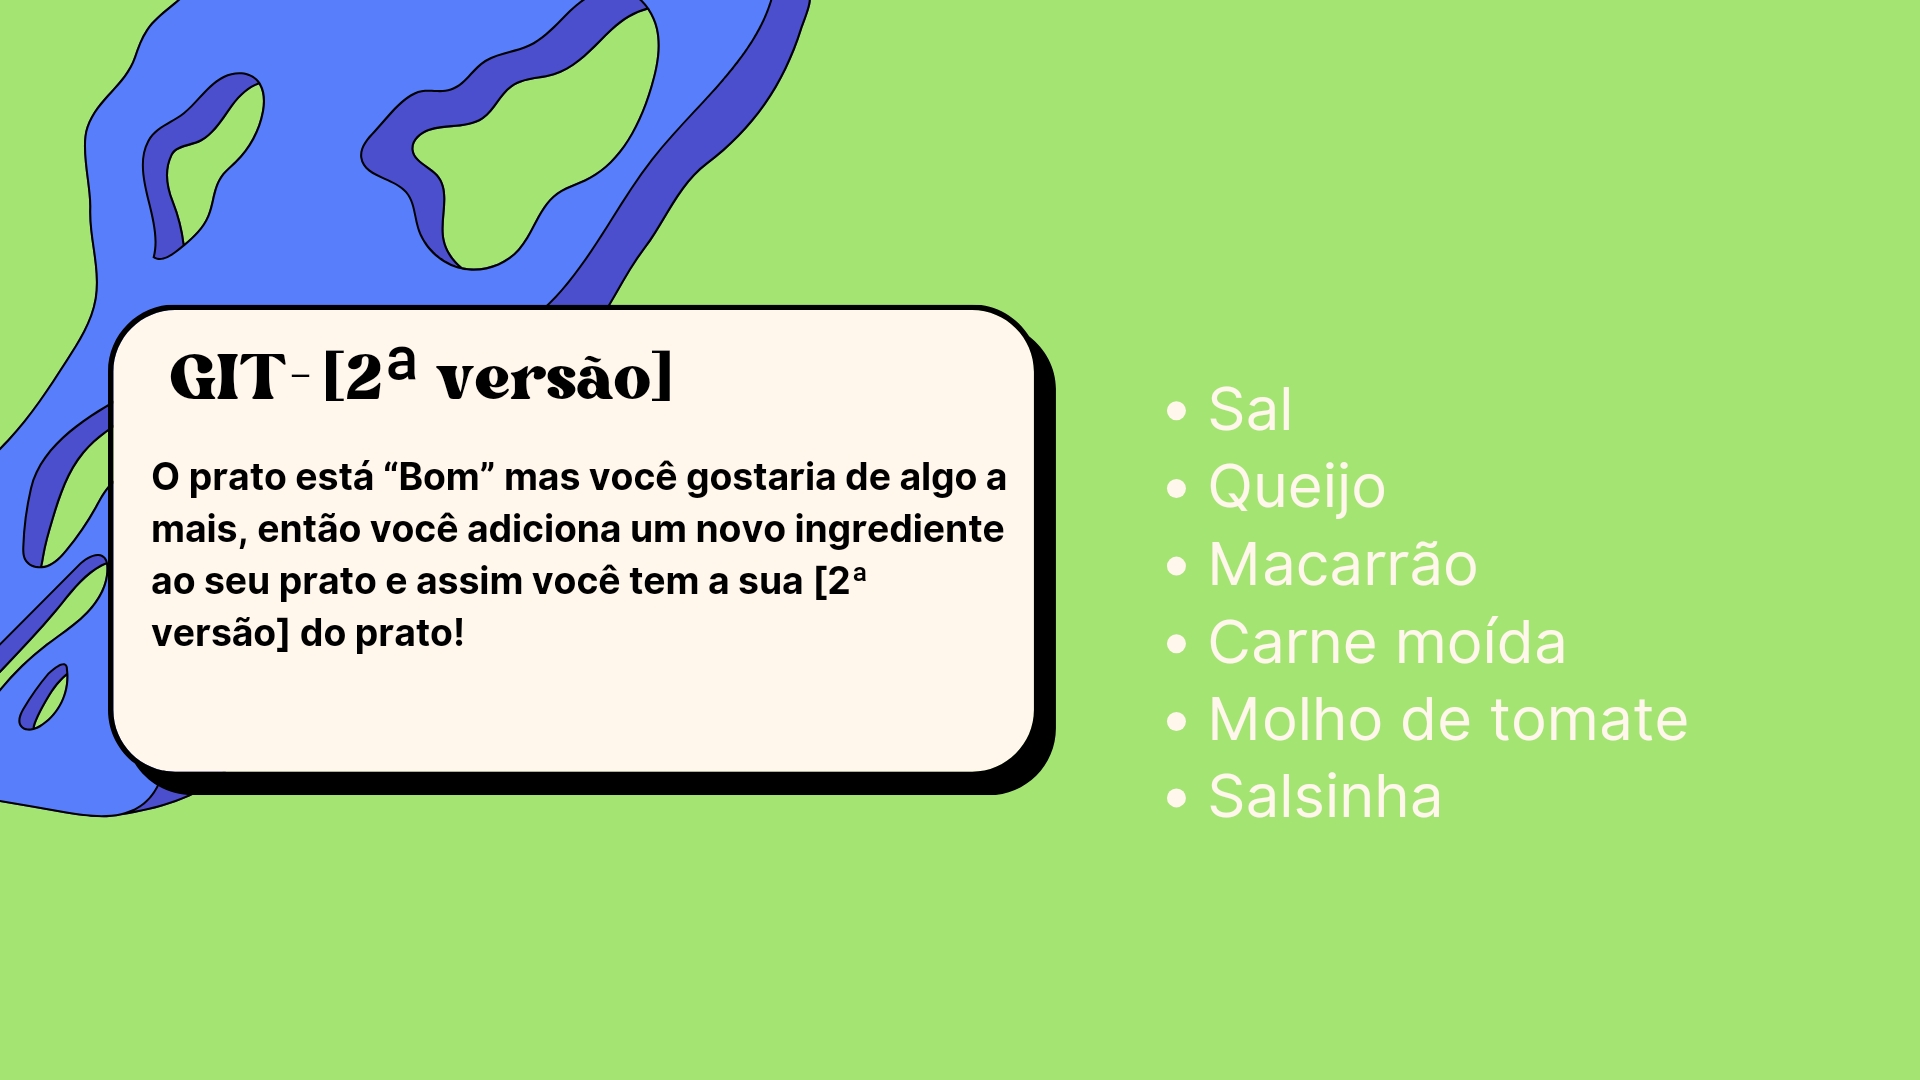 GIT- [2ª versão]
O prato está “Bom” mas você gostaria de algo a
mais, então você adiciona um novo ingrediente
ao seu prato e assim você tem a sua [2ª
versão] do prato!
• Sal
• Queijo
• Macarrão
• Carne moída
• Molho de tomate
• Salsinha